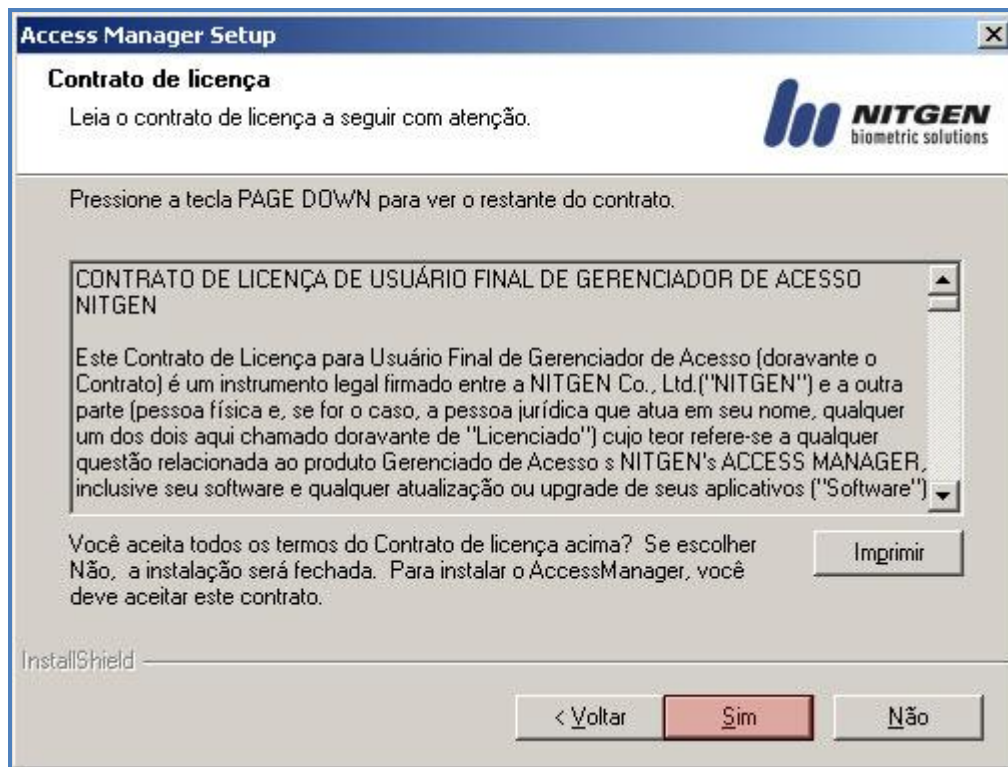 Access Manager Setup
Contrato de licença
Leia o contrato de licença a seguir com atenção.
NITGEN
biometric solutions
Pressione a tecla PAGE DOWN para ver o restante do contrato.
CONTRATO DE LICENÇA DE USUÁRIO FINAL DE GERENCIADOR DE ACESSO
NITGEN
Este Contrato de Licença para Usuário Final de Gerenciador de Acesso (doravante o
Contrato) é um instrumento legal firmado entre a NITGEN Co., Ltd.("NITGEN") e a outra
parte (pessoa física e, se for o caso, a pessoa jurídica que atua em seu nome, qualquer
um dos dois aqui chamado doravante de "Licenciado") cujo teor refere-se a qualquer
questão relacionada ao produto Gerenciado de Acesso s NITGEN's ACCESS MANAGER,
inclusive seu software e qualquer atualização ou upgrade de seus aplicativos ("Software")
Você aceita todos os termos do Contrato de licença acima? Se escolher
Não, a instalação será fechada. Para instalar o AccessManager, você
deve aceitar este contrato.
Imprimir
InstallShield
< Voltar
Sim
Não